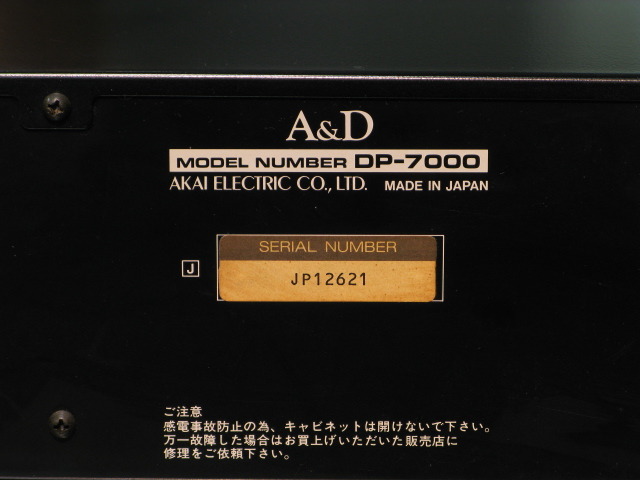 A&D
MODEL NUMBER DP-7000
AKAI ELECTRIC CO., LTD. MADE IN JAPAN
SERIAL NUMBER
J
JP12621
ご注意
感電事故防止の為、キャビネットは開けないで下さい。
万一故障した場合はお買上げいただいた販売店に
修理をご依頼下さい。